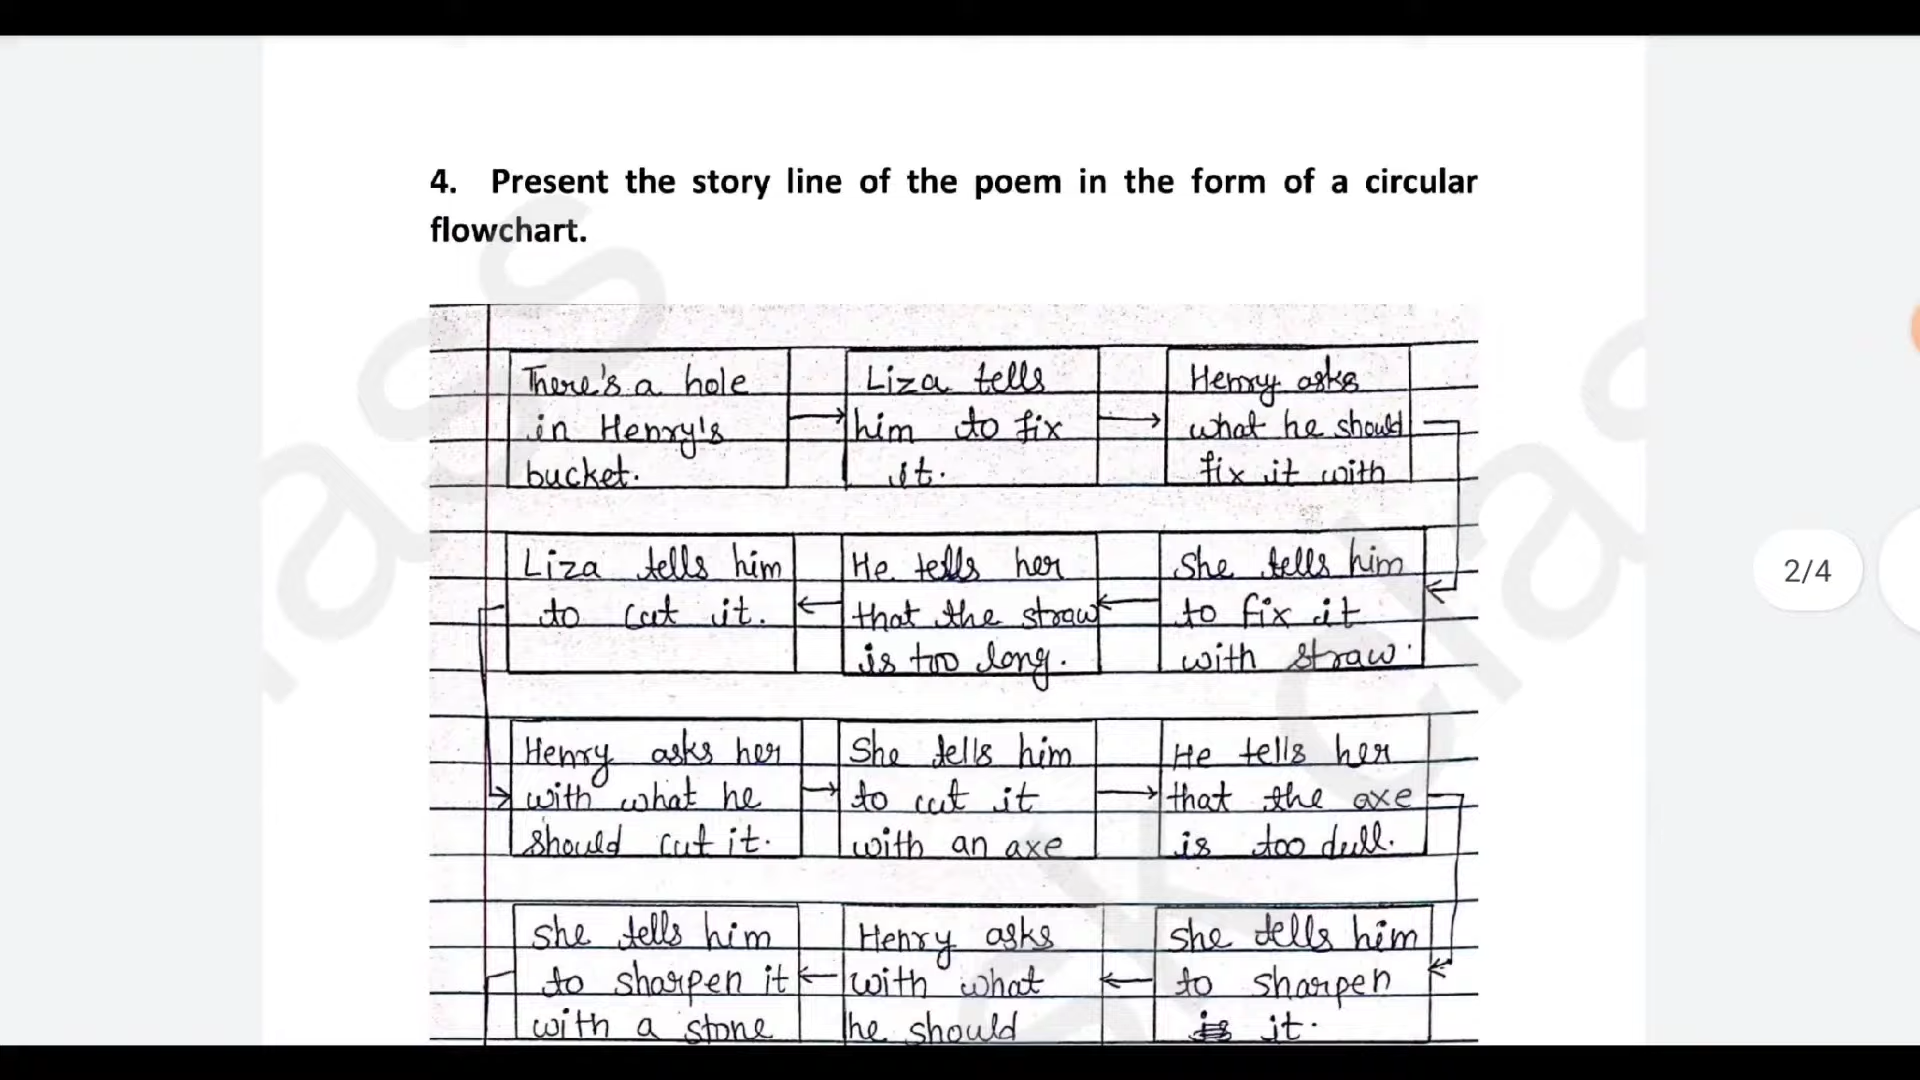 4. Present the story line of the poem in the form of a circular
flowchart.
There's a hole
in Henry's
bucket.
Liza tells
him to fix
it.
Henry asks
what he should
fix it with
She tells him
to fix it
with straw.
He tells her
that the straw
is too long.
Liza tells him
to cut it.
Henry asks her
with what he
should cut it.
She tells him
to cut it
with an axe
He tells her
that the axe
is too dull.
She tells him
to sharpen
it.
Henry asks
with what
he should
She tells him
to sharpen it
with a stone
2/4